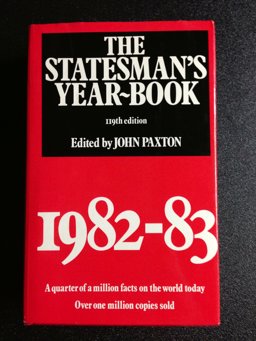 THE
STATESMAN'S
YEAR-BOOK
119th edition
Edited by JOHN PAXTON
1982-83
A quarter of a million facts on the world today
Over one million copies sold